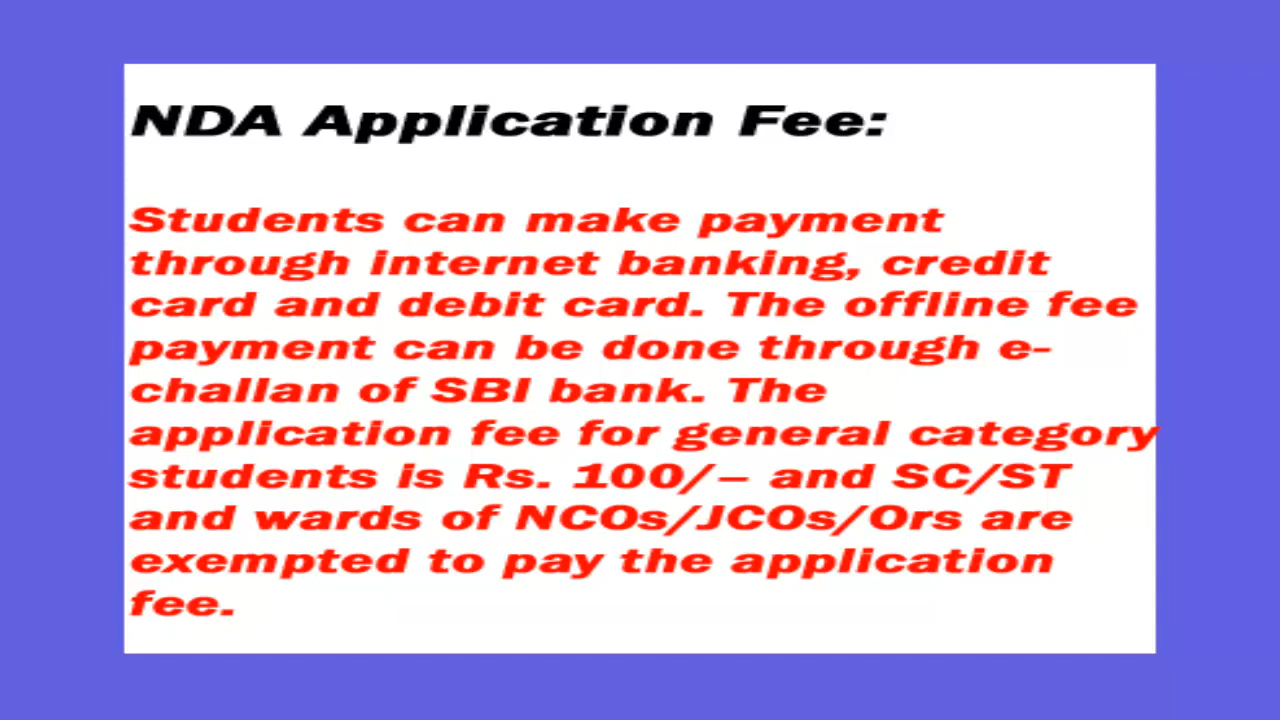 NDA Application Fee:
Students can make payment
through internet banking, credit
card and debit card. The offline fee
payment can be done through e-
challan of SBI bank. The
application fee for general category
students is Rs. 100/– and SC/ST
and wards of NCOs/JCOs/Ors are
exempted to pay the application
fee.